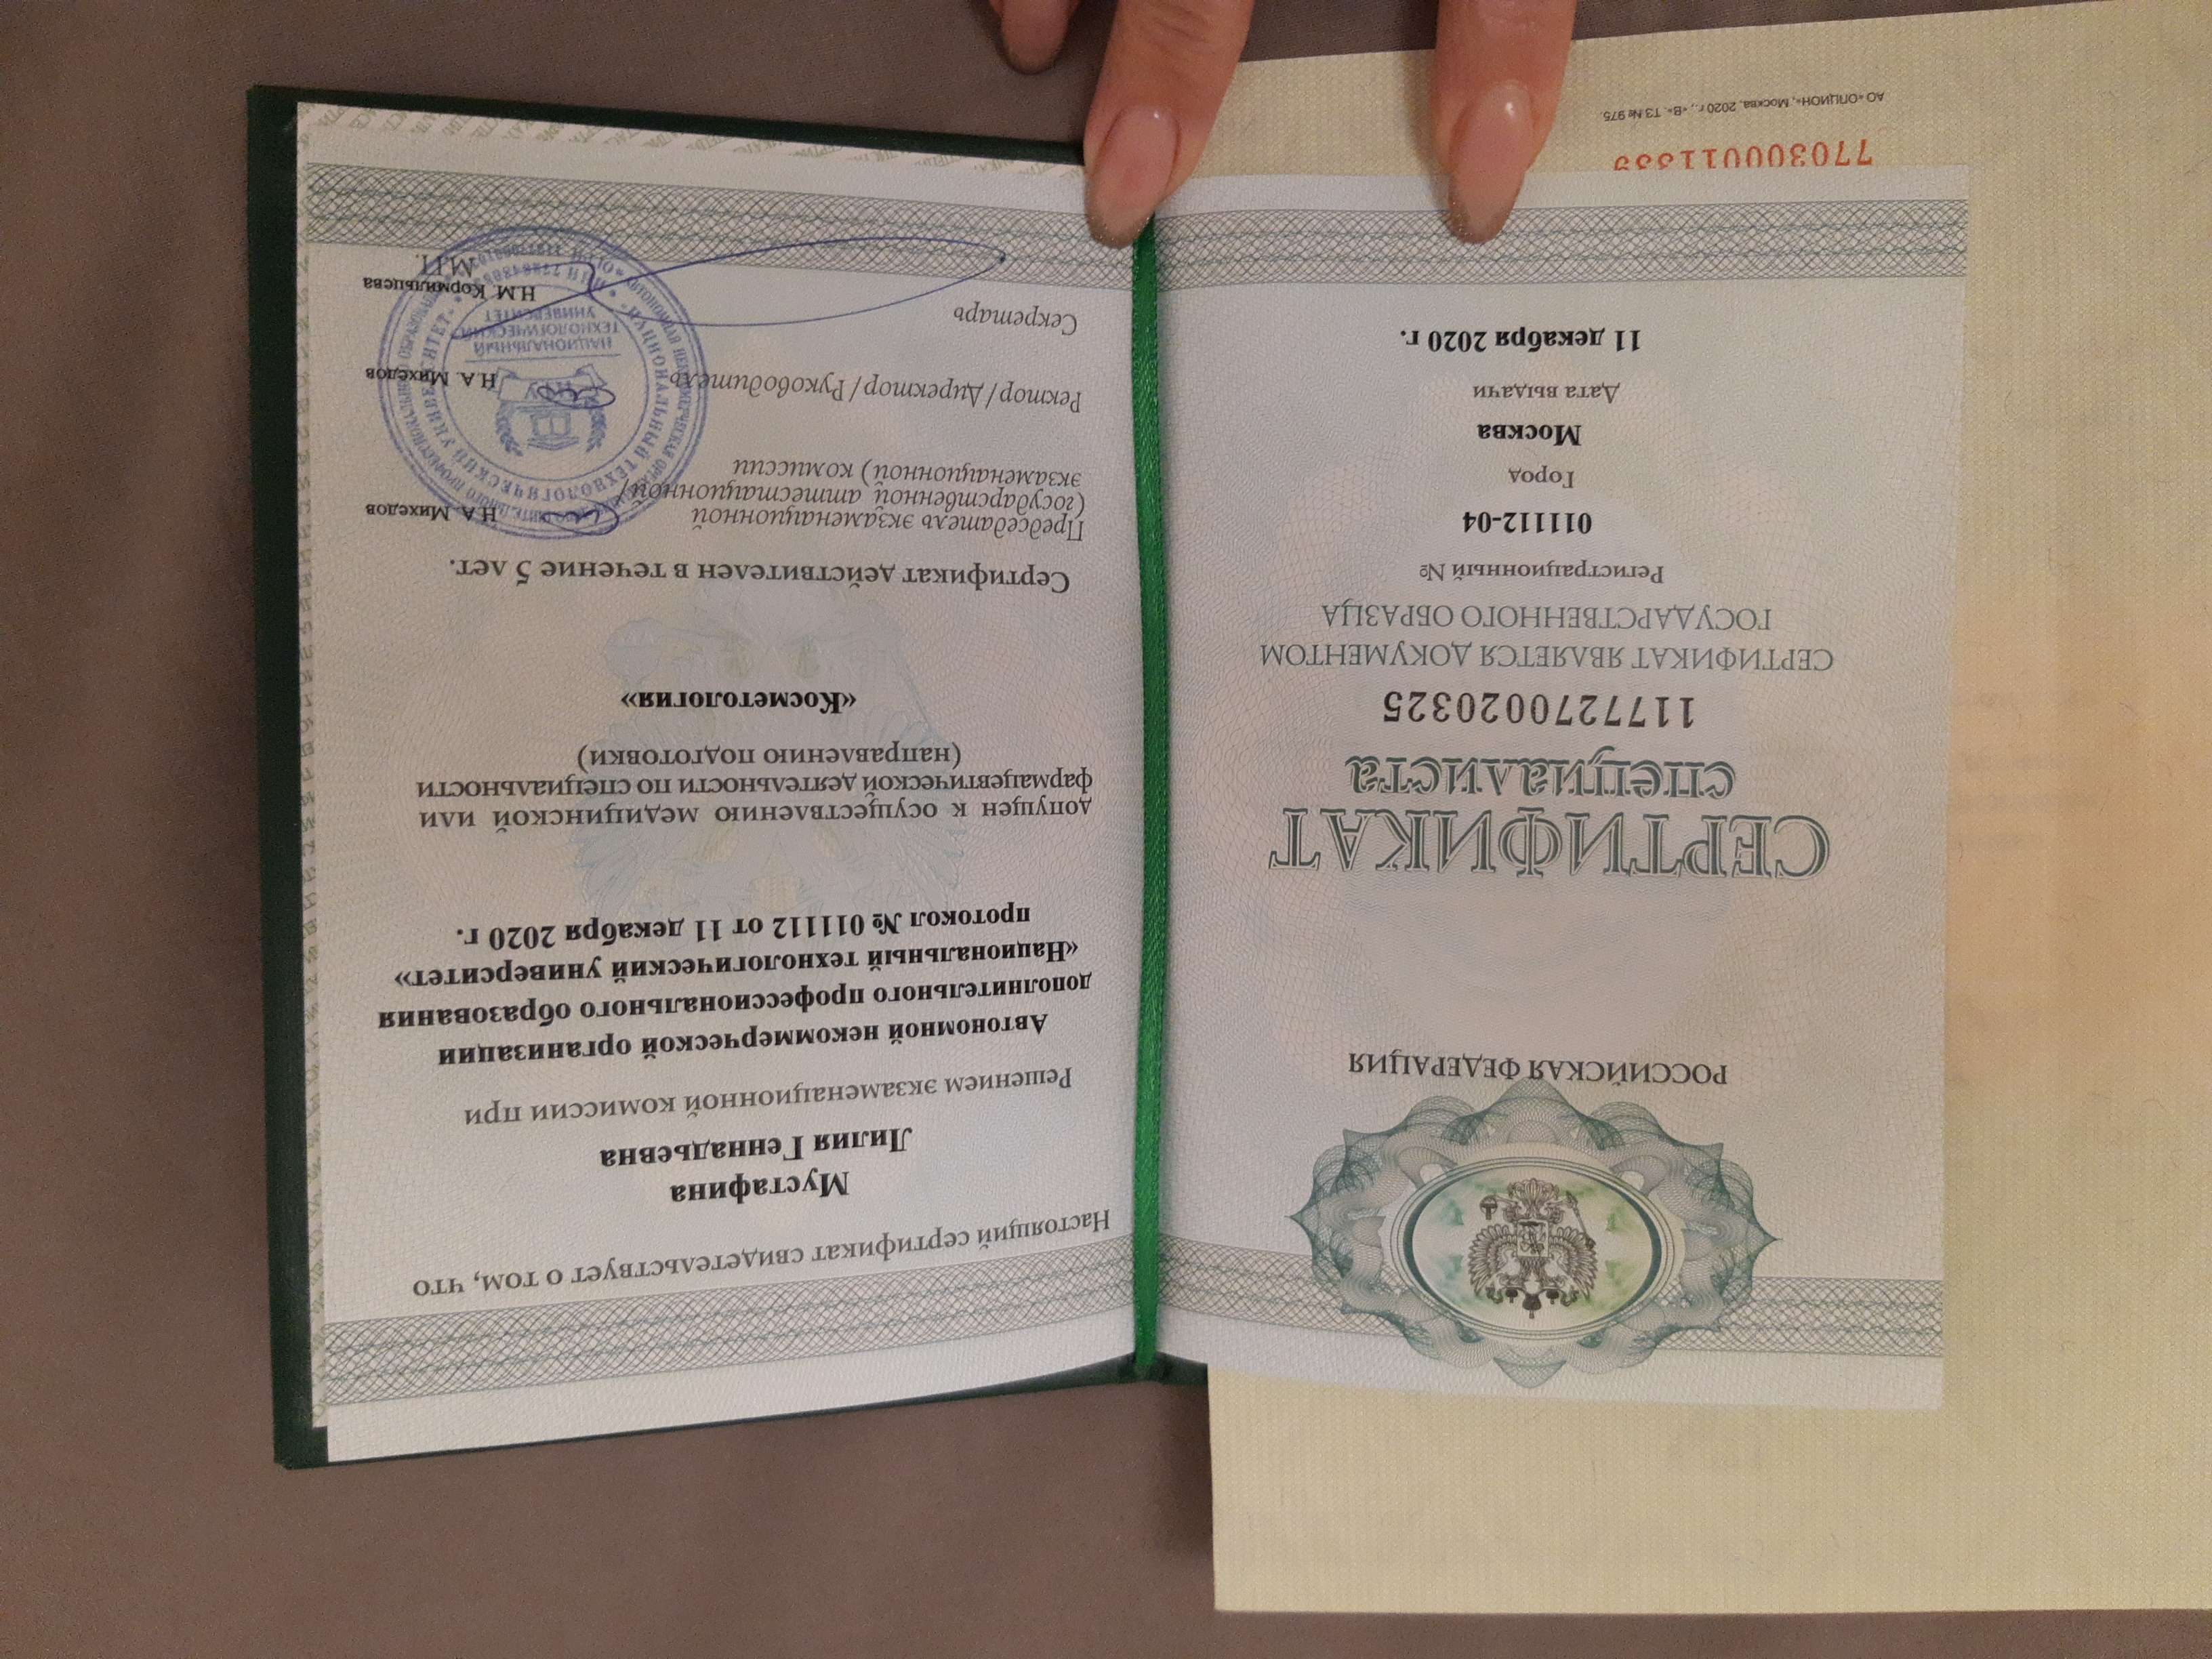 РОССИЙСКАЯ ФЕДЕРАЦИЯ
СЕРТИФИКАТ
специалиста
1177270020325
СЕРТИФИКАТ ЯВЛЯЕТСЯ ДОКУМЕНТОМ
ГОСУДАРСТВЕННОГО ОБРАЗЦА
Регистрационный №
011112-04
Город
Москва
Дата выдачи
11 декабря 2020 г.
Настоящий сертификат свидетельствует о том, что
Мустафина
Лилия Геннадьевна
Решением экзаменационной комиссии при
Автономной некоммерческой организации
дополнительного профессионального образования
«Национальный технологический университет»
протокол № 011112 от 11 декабря 2020 г.
допущен к осуществлению медицинской или
фармацевтической деятельности по специальности
(направлению подготовки)
«Косметология»
Сертификат действителен в течение 5 лет.
Председатель экзаменационной
(государственной аттестационной/
экзаменационной) комиссии
Н.А. Михедов
Ректор/Директор/Руководитель
Н.А. Михедов
Секретарь
Н.М. Кормильцева
М.П.
НАЦИОНАЛЬНЫЙ
ТЕХНОЛОГИЧЕСКИЙ
УНИВЕРСИТЕТ
АО «ОПЦИОН», Москва, 2020 г., «В». ТЗ № 975.